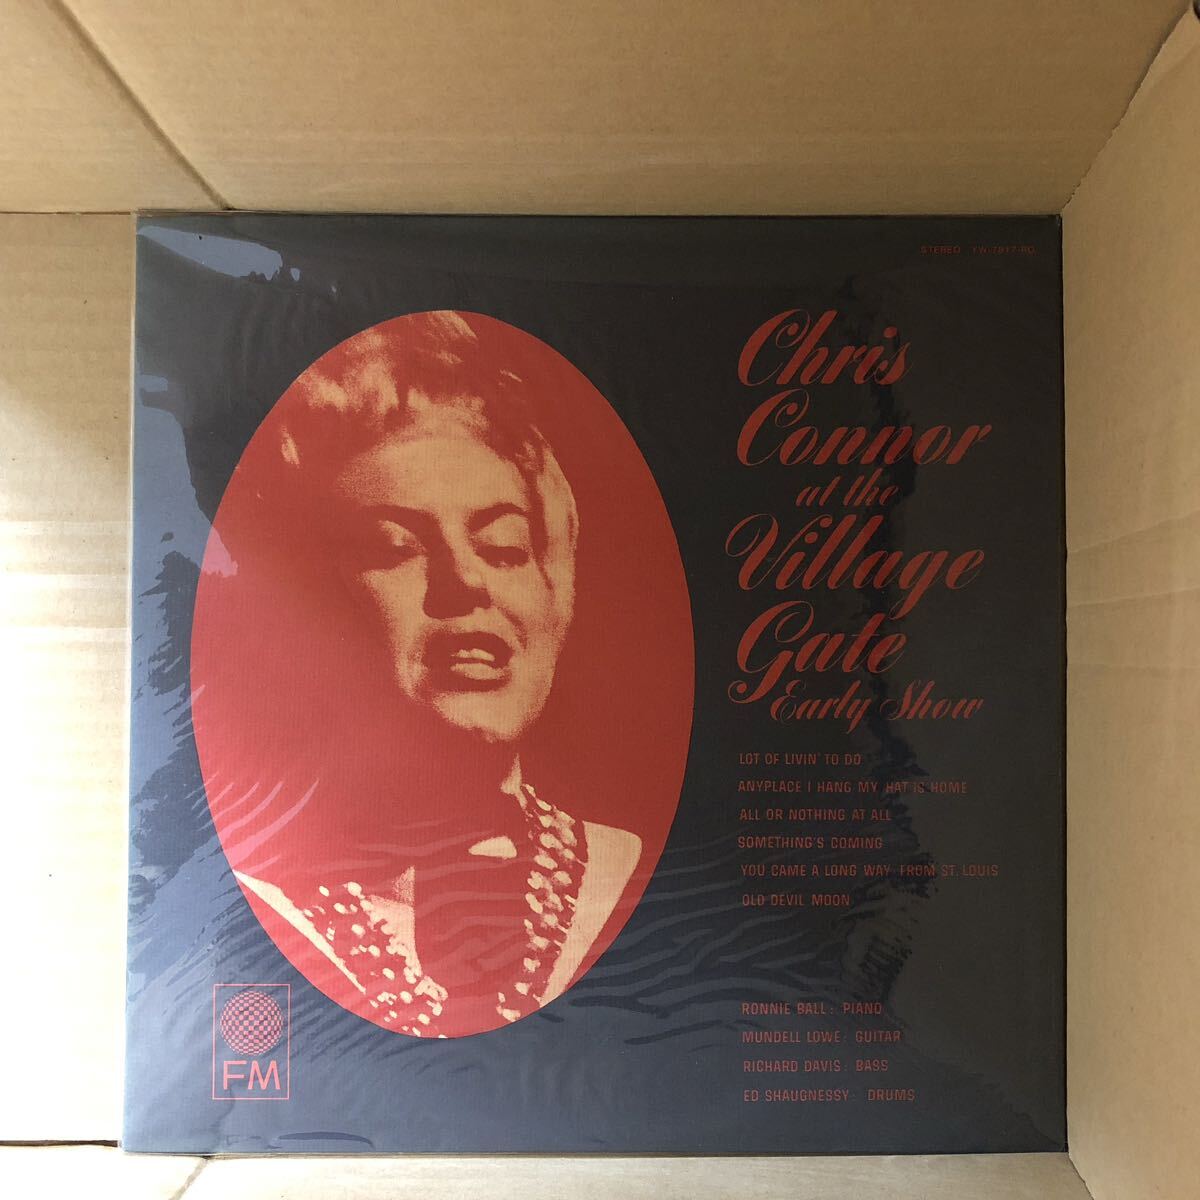 STEREO YW-7817-RO
Chris
Connor
at the
Village
Gate
Early Show
LOT OF LIVIN' TO DO
ANYPLACE I HANG MY HAT IS HOME
ALL OR NOTHING AT ALL
SOMETHING'S COMING
YOU CAME A LONG WAY FROM ST. LOUIS
OLD DEVIL MOON
RONNIE BALL: PIANO
MUNDELL LOWE: GUITAR
RICHARD DAVIS: BASS
ED SHAUGNESSY: DRUMS
FM